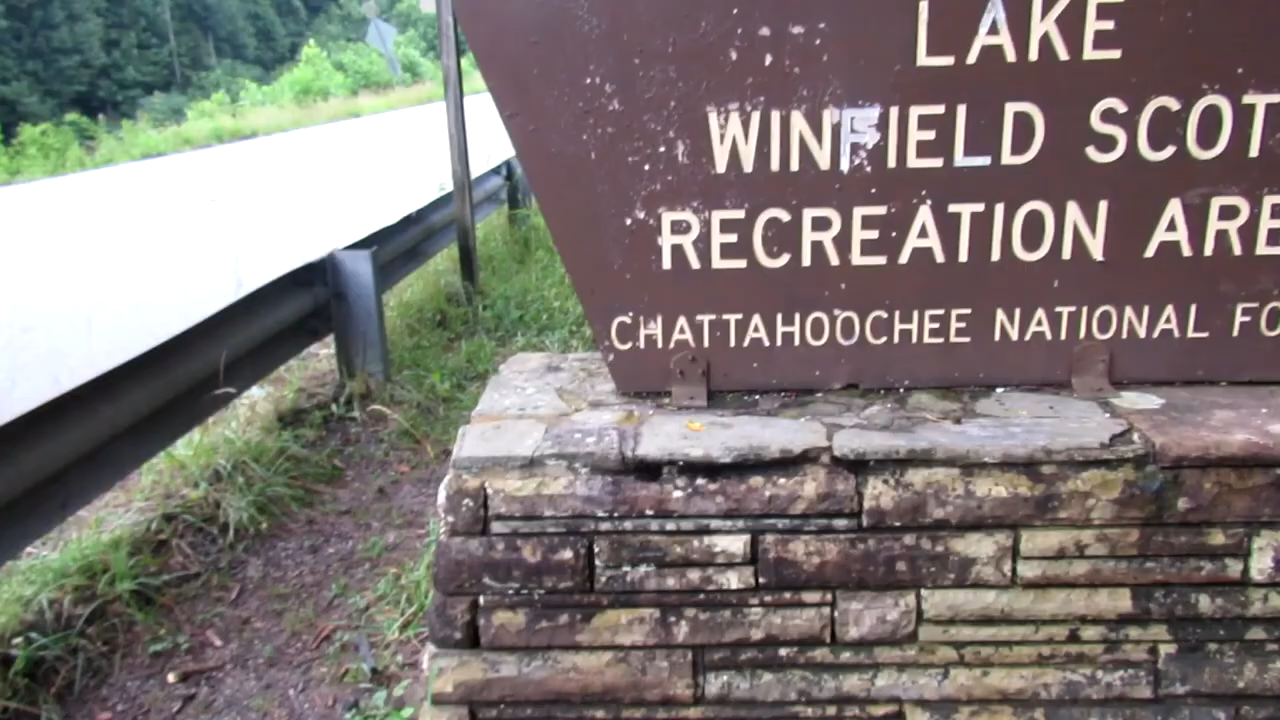 LAKE
WINFIELD SCOT
RECREATION ARE
CHATTAHOOCHEE NATIONAL FO